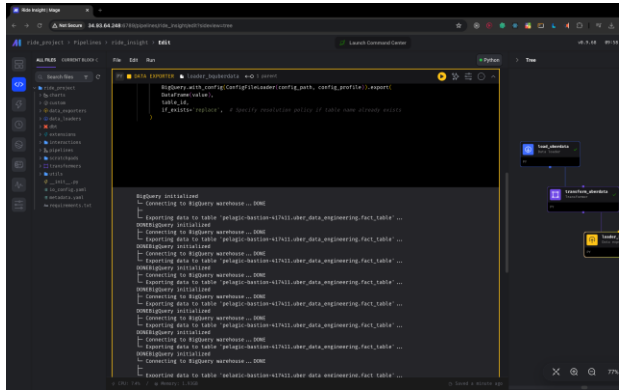 Ride Insight | Mage
Not Secure 34.93.64.248:6789/pipelines/ride_insight/edit?sideview=tree
ride_project > Pipelines > ride_insight > Edit
Launch Command Center
ALL FILES CURRENT BLOCKS
File Edit Run
Python
Tree
Search files
PY DATA EXPORTER loader_bquberdata 1 parent
ride_project
charts
custom
data_exporters
data_loaders
dbt
extensions
interactions
pipelines
scratchpads
transformers
utils
__init__.py
io_config.yaml
metadata.yaml
requirements.txt
BigQuery.with_config(ConfigFileLoader(config_path, config_profile)).export(
DataFrame(value),
table_id,
if_exists='replace', # Specify resolution policy if table name already exists
)
load_uberdata
Data loader
transform_uberdata
Transformer
BigQuery initialized
Connecting to BigQuery warehouse... DONE
Exporting data to table 'pelagic-bastion-417411.uber_data_engineering.fact_table'...
DONEBigQuery initialized
Connecting to BigQuery warehouse... DONE
Exporting data to table 'pelagic-bastion-417411.uber_data_engineering.fact_table'...
DONEBigQuery initialized
Connecting to BigQuery warehouse... DONE
Exporting data to table 'pelagic-bastion-417411.uber_data_engineering.fact_table'...
DONEBigQuery initialized
Connecting to BigQuery warehouse... DONE
Exporting data to table 'pelagic-bastion-417411.uber_data_engineering.fact_table'...
DONEBigQuery initialized
Connecting to BigQuery warehouse... DONE
Exporting data to table 'pelagic-bastion-417411.uber_data_engineering.fact_table'...
DONEBigQuery initialized
Connecting to BigQuery warehouse... DONE
Exporting data to table 'pelagic-bastion-417411.uber_data_engineering.fact_table'...
DONEBigQuery initialized
Connecting to BigQuery warehouse... DONE
Exporting data to table 'pelagic-bastion-417411.uber_data_engineering.fact_table'...
77%
Saved a minute ago